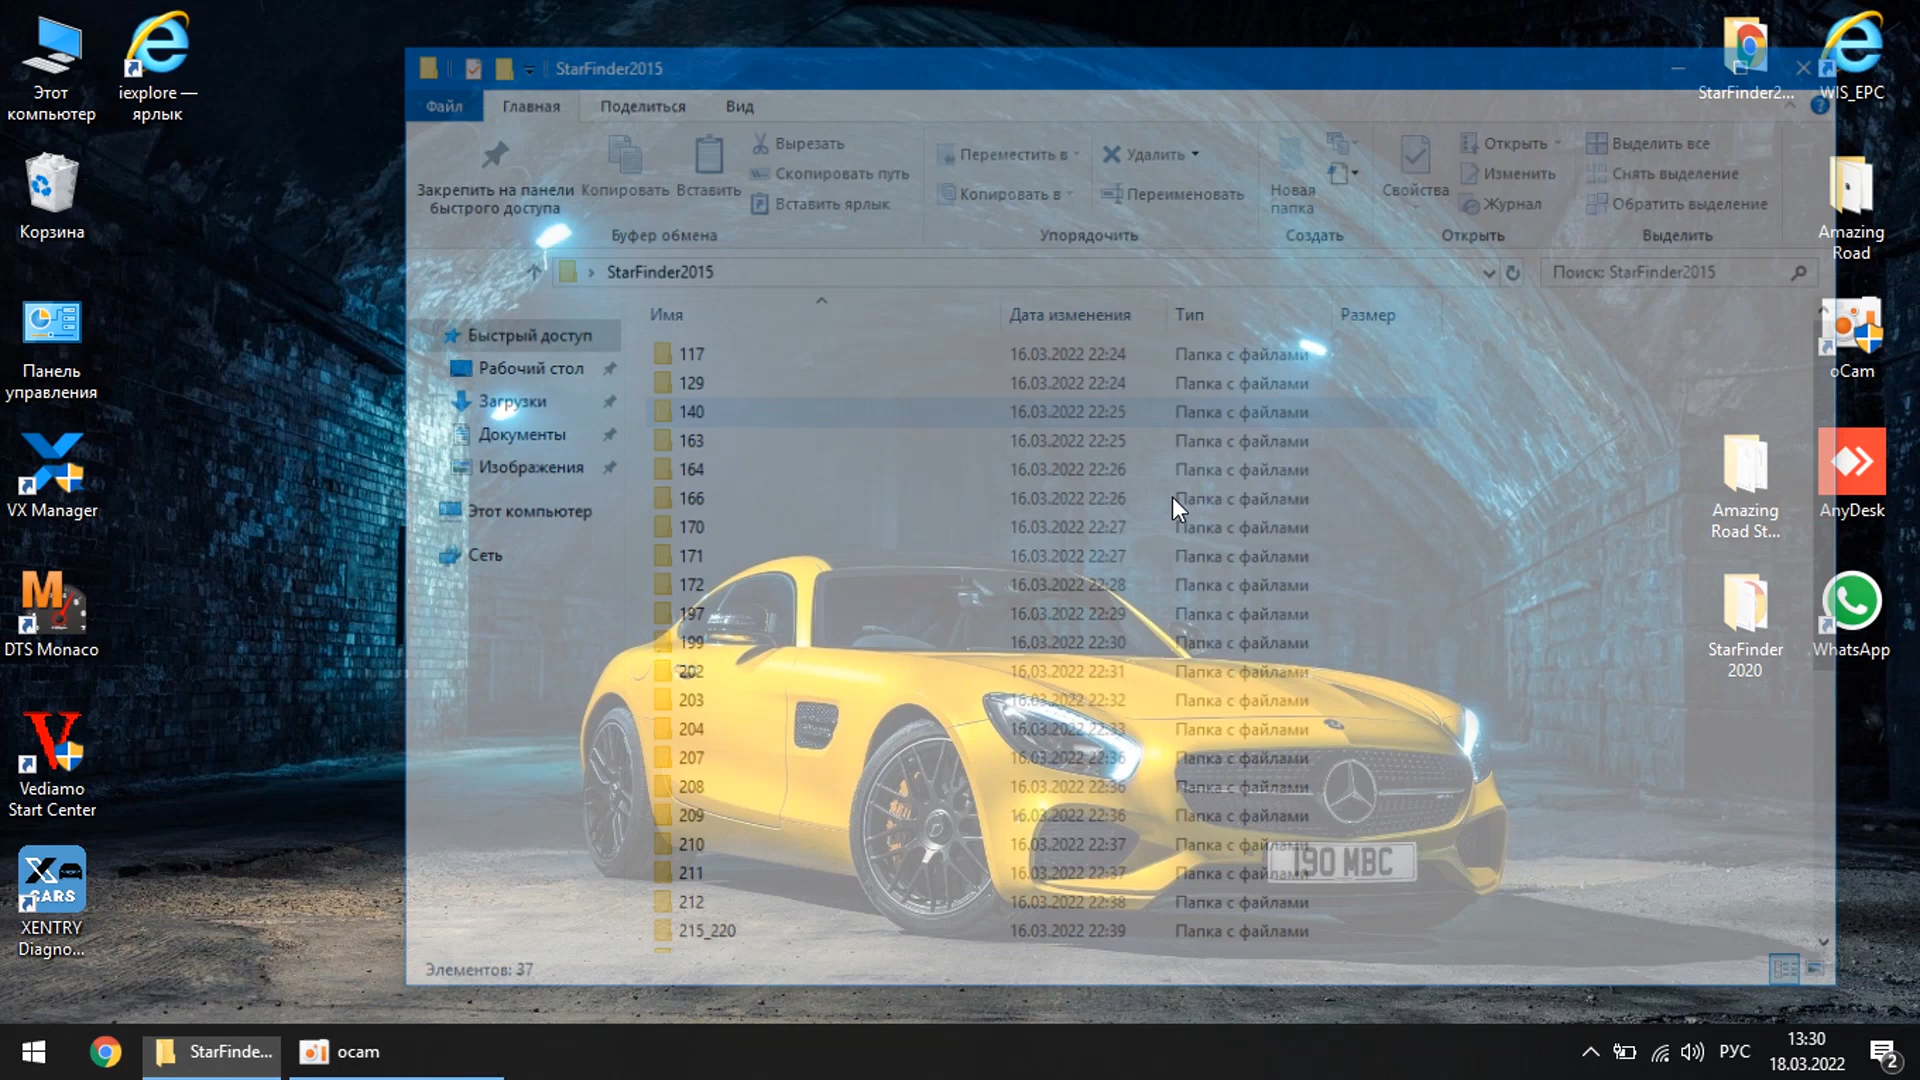 Этот
компьютер
iexplore —
ярлык
Корзина
Панель
управления
VX Manager
DTS Monaco
Vediamo
Start Center
X
CARS
XENTRY
Diagno...
StarFinder2015
Файл
Главная
Поделиться
Вид
Закрепить на панели
быстрого доступа
Копировать
Вставить
Вырезать
Скопировать путь
Вставить ярлык
Буфер обмена
Переместить в
Копировать в
Удалить
Переименовать
Упорядочить
Новая
папка
Создать
Свойства
Открыть
Изменить
Журнал
Открыть
Выделить все
Снять выделение
Обратить выделение
Выделить
StarFinder2015
Поиск: StarFinder2015
Быстрый доступ
Рабочий стол
Загрузки
Документы
Изображения
Этот компьютер
Сеть
Имя Дата изменения Тип Размер
117 16.03.2022 22:24 Папка с файлами
129 16.03.2022 22:24 Папка с файлами
140 16.03.2022 22:25 Папка с файлами
163 16.03.2022 22:25 Папка с файлами
164 16.03.2022 22:26 Папка с файлами
166 16.03.2022 22:26 Папка с файлами
170 16.03.2022 22:27 Папка с файлами
171 16.03.2022 22:27 Папка с файлами
172 16.03.2022 22:28 Папка с файлами
197 16.03.2022 22:29 Папка с файлами
199 16.03.2022 22:30 Папка с файлами
202 16.03.2022 22:31 Папка с файлами
203 16.03.2022 22:32 Папка с файлами
204 16.03.2022 22:33 Папка с файлами
207 16.03.2022 22:36 Папка с файлами
208 16.03.2022 22:36 Папка с файлами
209 16.03.2022 22:36 Папка с файлами
210 16.03.2022 22:37 Папка с файлами
211 16.03.2022 22:37 Папка с файлами
212 16.03.2022 22:38 Папка с файлами
215_220 16.03.2022 22:39 Папка с файлами
190 MBC
Элементов: 37
StarFinder2...
WIS_EPC
Amazing
Road
oCam
Amazing
Road St...
AnyDesk
StarFinder
2020
WhatsApp
StarFinde...
ocam
РУС
13:30
18.03.2022
2